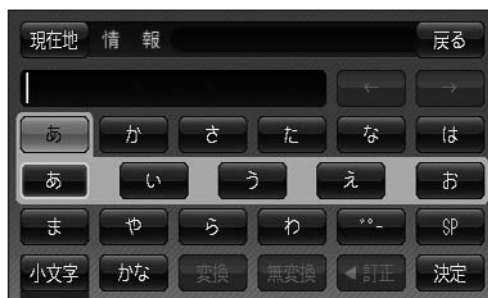 現在地 情 報 戻る
← →
あ か さ た な は
あ い う え お
ま や ら わ ゛゜- SP
小文字 かな 変換 無変換 ◀訂正 決定